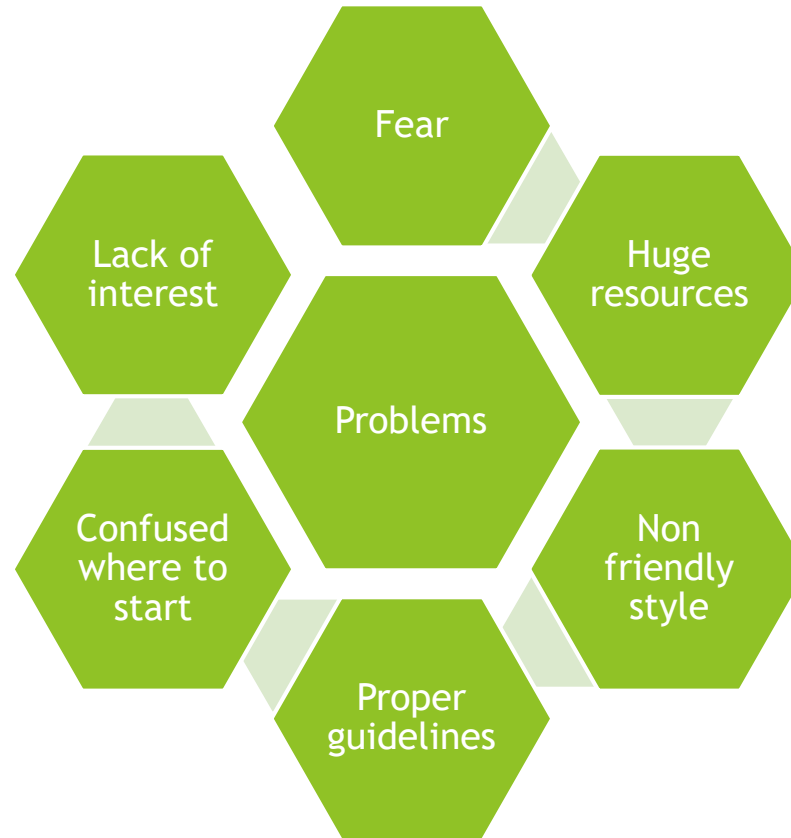 Fear
Huge
resources
Non
friendly
style
Proper
guidelines
Confused
where to
start
Lack of
interest
Problems